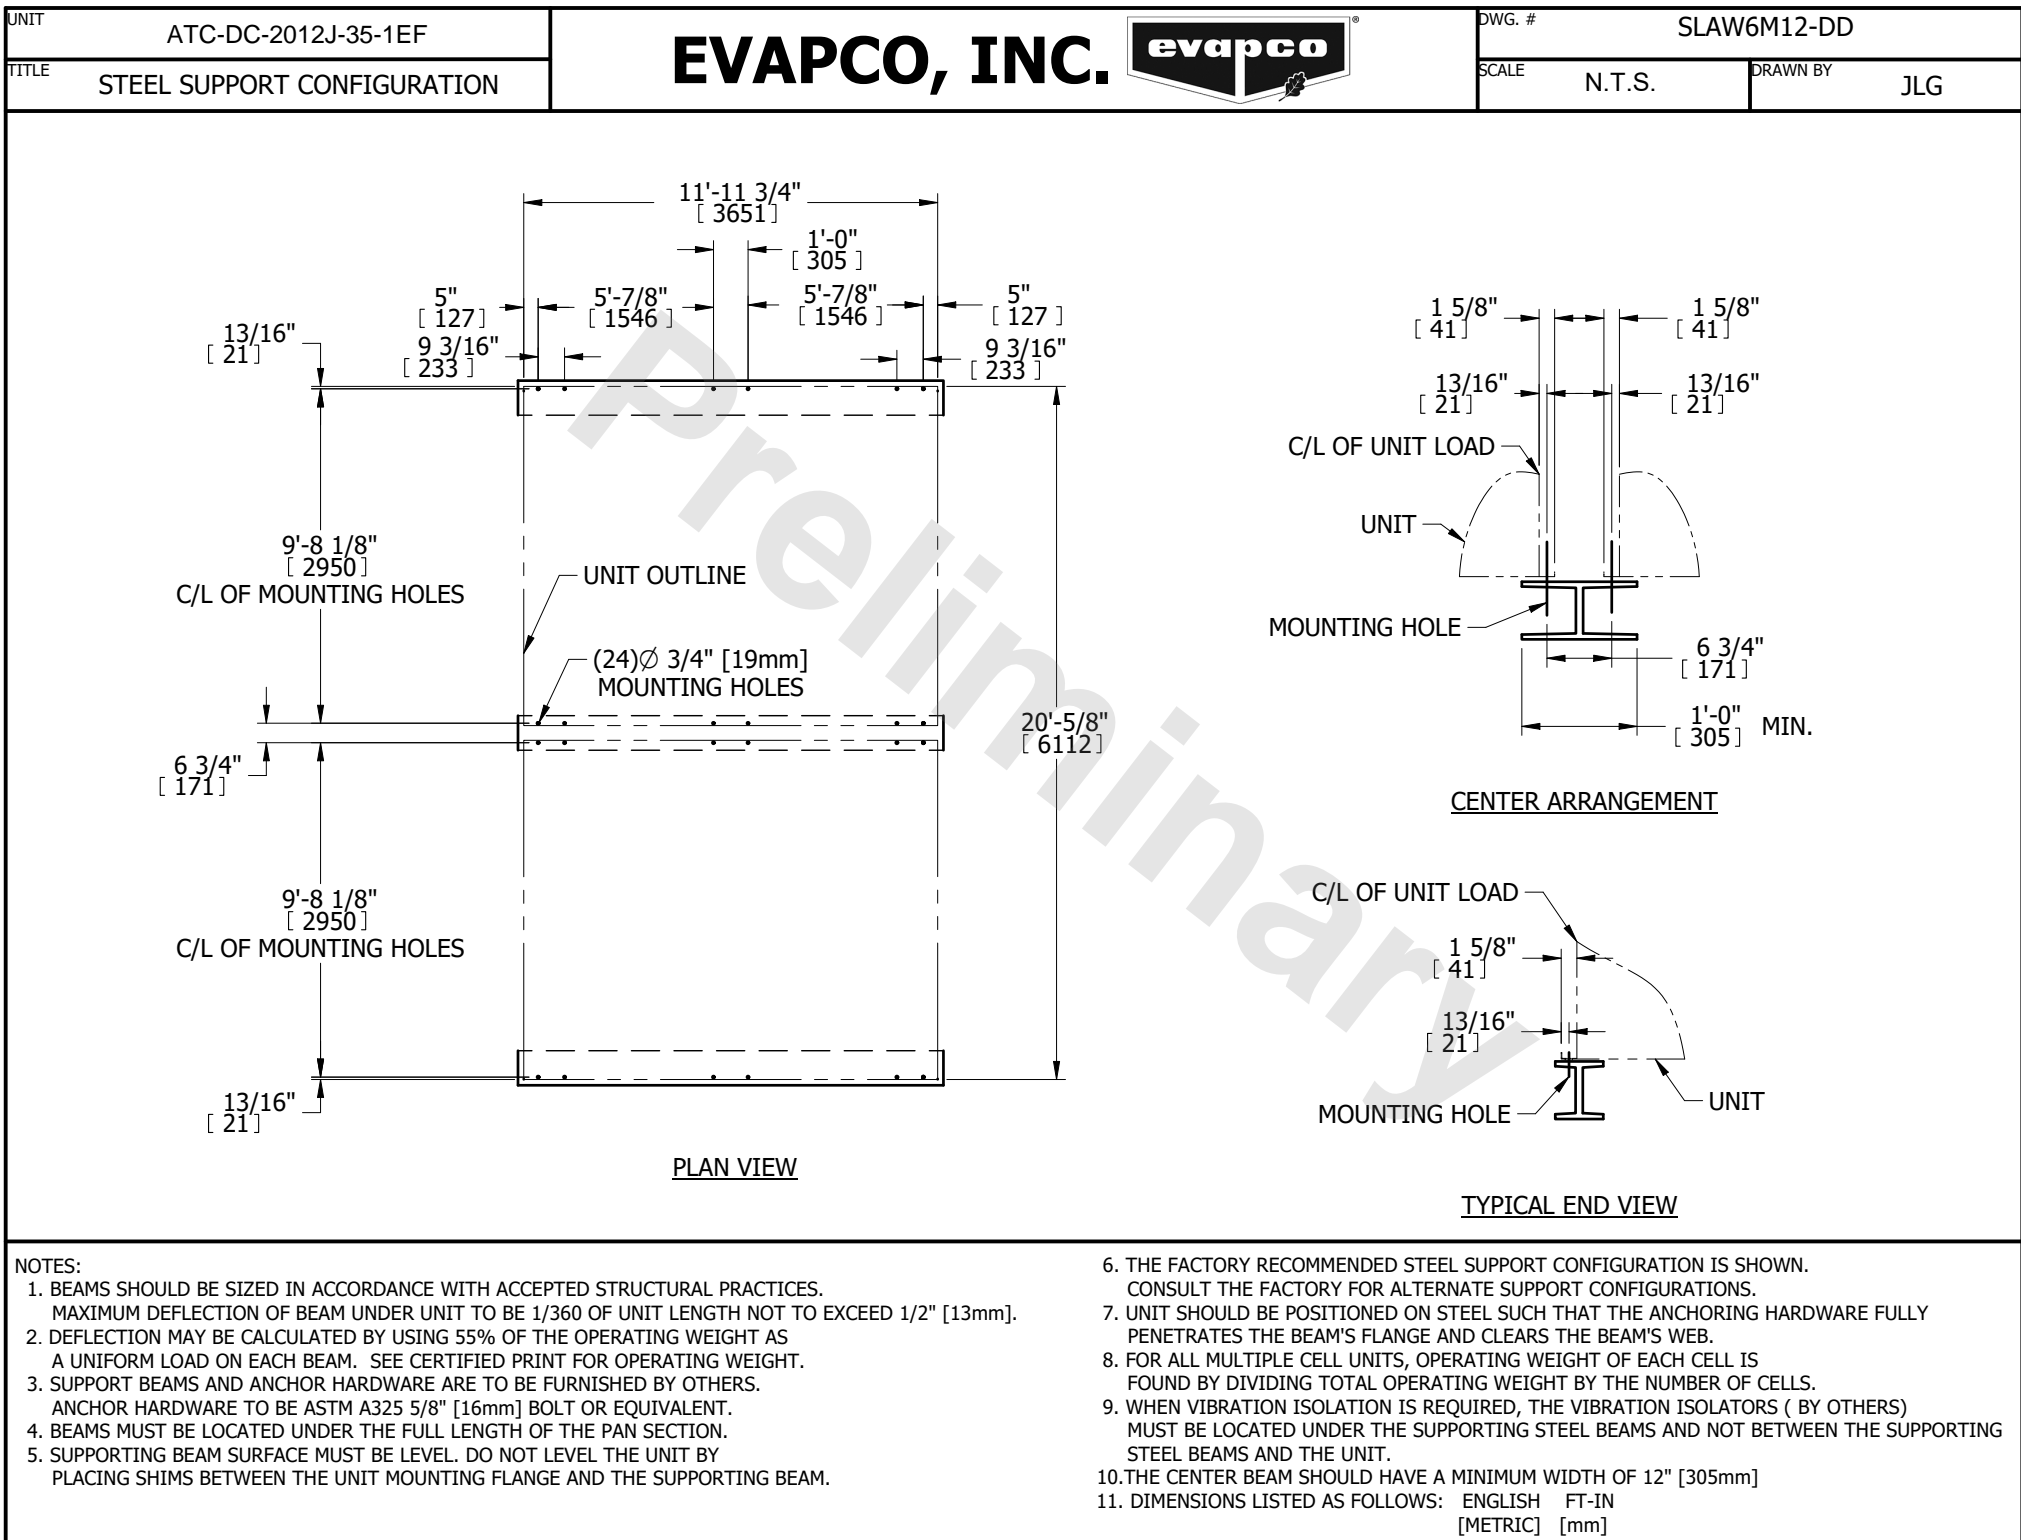 UNIT
ATC-DC-2012J-35-1EF
TITLE
STEEL SUPPORT CONFIGURATION
EVAPCO, INC.
evapco
®
DWG. #
SLAW6M12-DD
SCALE
N.T.S.
DRAWN BY
JLG
11'-11 3/4"
[ 3651 ]
1'-0"
[ 305 ]
5"
[ 127 ]
5'-7/8"
[ 1546 ]
5'-7/8"
[ 1546 ]
5"
[ 127 ]
13/16"
[ 21 ]
9 3/16"
[ 233 ]
9 3/16"
[ 233 ]
9'-8 1/8"
[ 2950 ]
C/L OF MOUNTING HOLES
UNIT OUTLINE
(24)Ø 3/4" [19mm]
MOUNTING HOLES
6 3/4"
[ 171 ]
20'-5/8"
[ 6112 ]
9'-8 1/8"
[ 2950 ]
C/L OF MOUNTING HOLES
13/16"
[ 21 ]
PLAN VIEW
Preliminary
1 5/8"
[ 41 ]
1 5/8"
[ 41 ]
13/16"
[ 21 ]
13/16"
[ 21 ]
C/L OF UNIT LOAD
UNIT
MOUNTING HOLE
6 3/4"
[ 171 ]
1'-0"
[ 305 ]
MIN.
CENTER ARRANGEMENT
C/L OF UNIT LOAD
1 5/8"
[ 41 ]
13/16"
[ 21 ]
MOUNTING HOLE
UNIT
TYPICAL END VIEW
NOTES:
1. BEAMS SHOULD BE SIZED IN ACCORDANCE WITH ACCEPTED STRUCTURAL PRACTICES.
MAXIMUM DEFLECTION OF BEAM UNDER UNIT TO BE 1/360 OF UNIT LENGTH NOT TO EXCEED 1/2" [13mm].
2. DEFLECTION MAY BE CALCULATED BY USING 55% OF THE OPERATING WEIGHT AS
A UNIFORM LOAD ON EACH BEAM. SEE CERTIFIED PRINT FOR OPERATING WEIGHT.
3. SUPPORT BEAMS AND ANCHOR HARDWARE ARE TO BE FURNISHED BY OTHERS.
ANCHOR HARDWARE TO BE ASTM A325 5/8" [16mm] BOLT OR EQUIVALENT.
4. BEAMS MUST BE LOCATED UNDER THE FULL LENGTH OF THE PAN SECTION.
5. SUPPORTING BEAM SURFACE MUST BE LEVEL. DO NOT LEVEL THE UNIT BY
PLACING SHIMS BETWEEN THE UNIT MOUNTING FLANGE AND THE SUPPORTING BEAM.
6. THE FACTORY RECOMMENDED STEEL SUPPORT CONFIGURATION IS SHOWN.
CONSULT THE FACTORY FOR ALTERNATE SUPPORT CONFIGURATIONS.
7. UNIT SHOULD BE POSITIONED ON STEEL SUCH THAT THE ANCHORING HARDWARE FULLY
PENETRATES THE BEAM'S FLANGE AND CLEARS THE BEAM'S WEB.
8. FOR ALL MULTIPLE CELL UNITS, OPERATING WEIGHT OF EACH CELL IS
FOUND BY DIVIDING TOTAL OPERATING WEIGHT BY THE NUMBER OF CELLS.
9. WHEN VIBRATION ISOLATION IS REQUIRED, THE VIBRATION ISOLATORS ( BY OTHERS)
MUST BE LOCATED UNDER THE SUPPORTING STEEL BEAMS AND NOT BETWEEN THE SUPPORTING
STEEL BEAMS AND THE UNIT.
10.THE CENTER BEAM SHOULD HAVE A MINIMUM WIDTH OF 12" [305mm]
11. DIMENSIONS LISTED AS FOLLOWS: ENGLISH FT-IN
[METRIC] [mm]